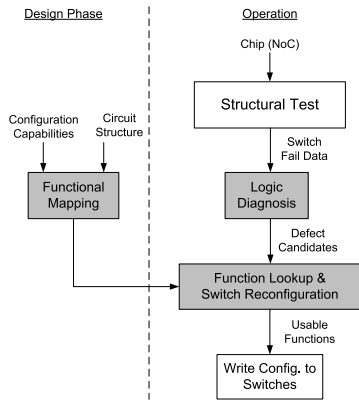 Design Phase
Operation
Chip (NoC)
Structural Test
Configuration
Capabilities
Circuit
Structure
Switch
Fail Data
Functional
Mapping
Logic
Diagnosis
Defect
Candidates
Function Lookup &
Switch Reconfiguration
Usable
Functions
Write Config. to
Switches